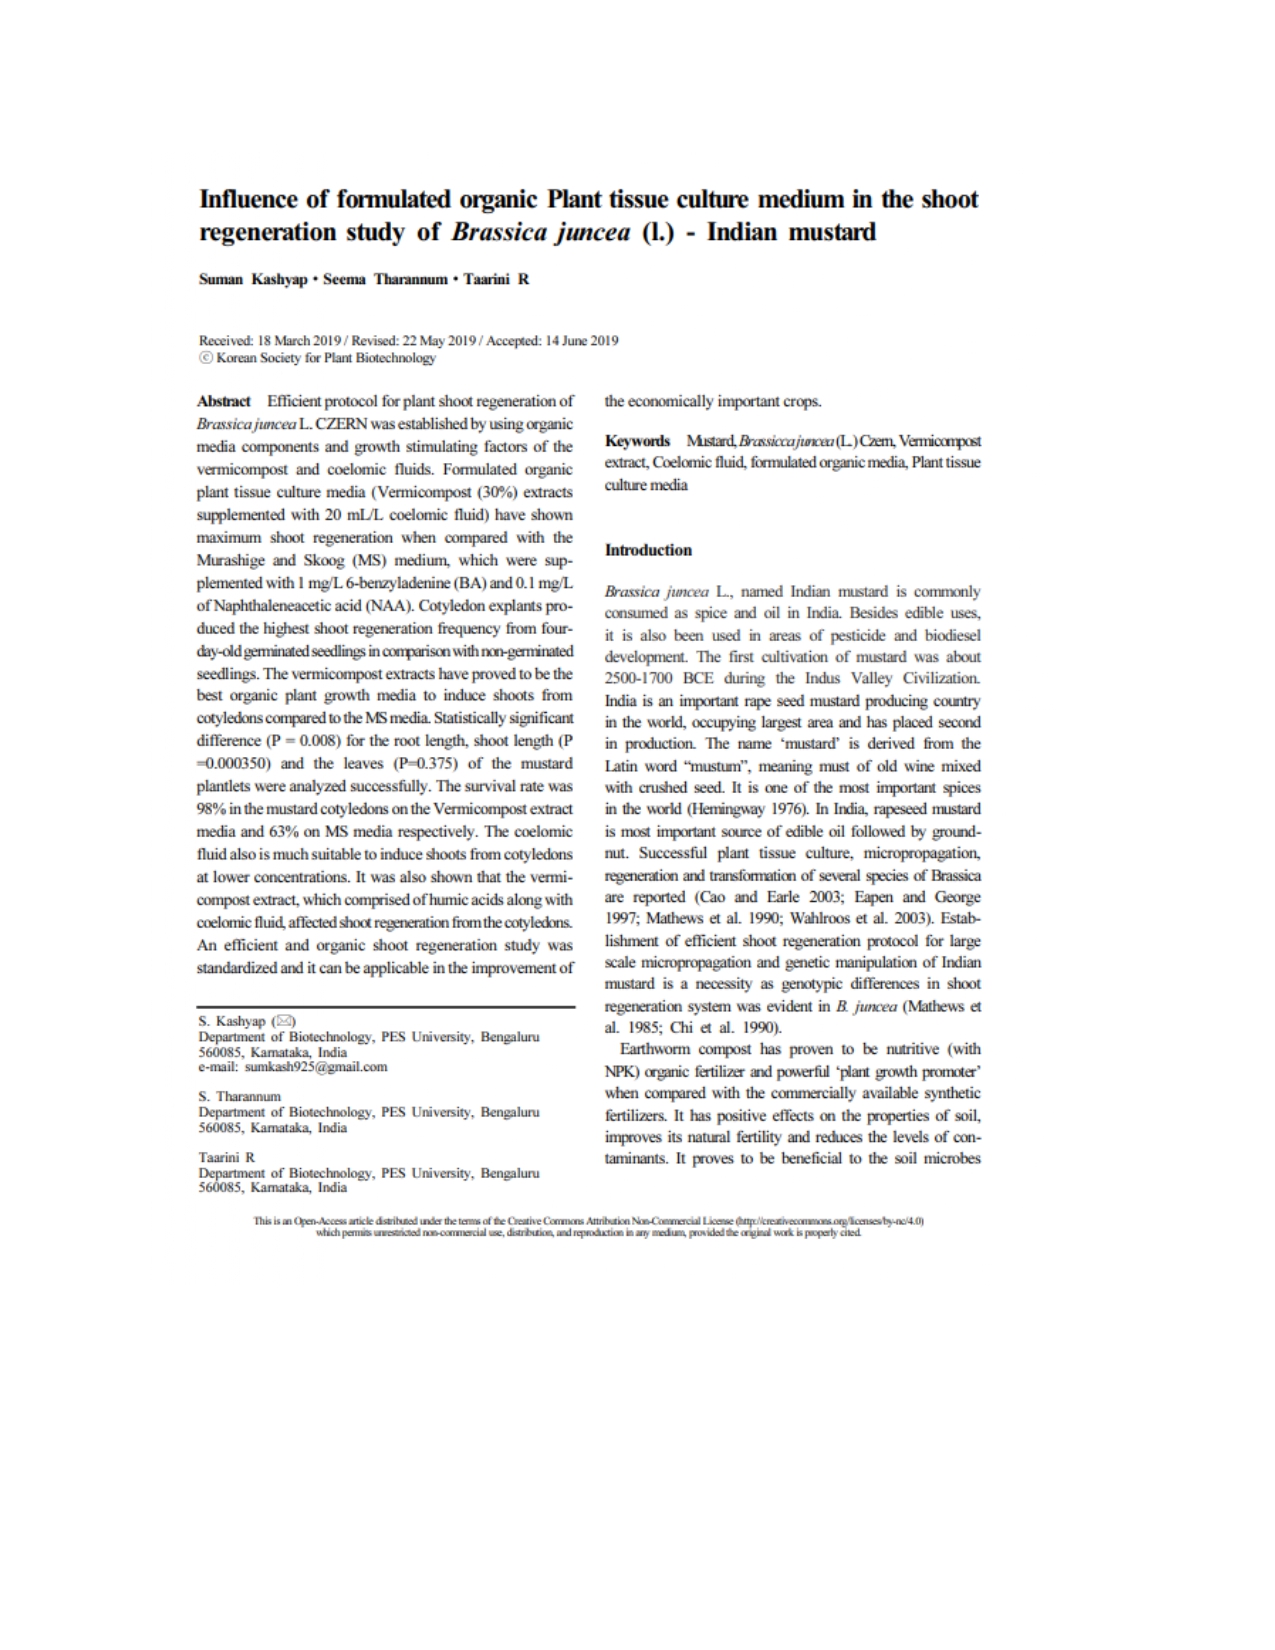 Influence of formulated organic Plant tissue culture medium in the shoot
regeneration study of Brassica juncea (l.) - Indian mustard
Suman Kashyap • Seema Tharannum • Taarini R
Received: 18 March 2019 / Revised: 22 May 2019 / Accepted: 14 June 2019
ⓒ Korean Society for Plant Biotechnology
Abstract Efficient protocol for plant shoot regeneration of
Brassica juncea L. CZERN was established by using organic
media components and growth stimulating factors of the
vermicompost and coelomic fluids. Formulated organic
plant tissue culture media (Vermicompost (30%) extracts
supplemented with 20 mL/L coelomic fluid) have shown
maximum shoot regeneration when compared with the
Murashige and Skoog (MS) medium, which were sup-
plemented with 1 mg/L 6-benzyladenine (BA) and 0.1 mg/L
of Naphthaleneacetic acid (NAA). Cotyledon explants pro-
duced the highest shoot regeneration frequency from four-
day-old germinated seedlings in comparison with non-germinated
seedlings. The vermicompost extracts have proved to be the
best organic plant growth media to induce shoots from
cotyledons compared to the MS media. Statistically significant
difference (P = 0.008) for the root length, shoot length (P
=0.000350) and the leaves (P=0.375) of the mustard
plantlets were analyzed successfully. The survival rate was
98% in the mustard cotyledons on the Vermicompost extract
media and 63% on MS media respectively. The coelomic
fluid also is much suitable to induce shoots from cotyledons
at lower concentrations. It was also shown that the vermi-
compost extract, which comprised of humic acids along with
coelomic fluid, affected shoot regeneration from the cotyledons.
An efficient and organic shoot regeneration study was
standardized and it can be applicable in the improvement of
S. Kashyap (✉)
Department of Biotechnology, PES University, Bengaluru
560085, Karnataka, India
e-mail: sumkash925@gmail.com
S. Tharannum
Department of Biotechnology, PES University, Bengaluru
560085, Karnataka, India
Taarini R
Department of Biotechnology, PES University, Bengaluru
560085, Karnataka, India
the economically important crops.
Keywords Mustard, Brassicca juncea (L.) Czern, Vermicompost
extract, Coelomic fluid, formulated organic media, Plant tissue
culture media
Introduction
Brassica juncea L., named Indian mustard is commonly
consumed as spice and oil in India. Besides edible uses,
it is also been used in areas of pesticide and biodiesel
development. The first cultivation of mustard was about
2500-1700 BCE during the Indus Valley Civilization.
India is an important rape seed mustard producing country
in the world, occupying largest area and has placed second
in production. The name ‘mustard’ is derived from the
Latin word “mustum”, meaning must of old wine mixed
with crushed seed. It is one of the most important spices
in the world (Hemingway 1976). In India, rapeseed mustard
is most important source of edible oil followed by ground-
nut. Successful plant tissue culture, micropropagation,
regeneration and transformation of several species of Brassica
are reported (Cao and Earle 2003; Eapen and George
1997; Mathews et al. 1990; Wahlroos et al. 2003). Estab-
lishment of efficient shoot regeneration protocol for large
scale micropropagation and genetic manipulation of Indian
mustard is a necessity as genotypic differences in shoot
regeneration system was evident in B. juncea (Mathews et
al. 1985; Chi et al. 1990).
Earthworm compost has proven to be nutritive (with
NPK) organic fertilizer and powerful ‘plant growth promoter’
when compared with the commercially available synthetic
fertilizers. It has positive effects on the properties of soil,
improves its natural fertility and reduces the levels of con-
taminants. It proves to be beneficial to the soil microbes
This is an Open-Access article distributed under the terms of the Creative Commons Attribution Non-Commercial License (http://creativecommons.org/licenses/by-nc/4.0)
which permits unrestricted non-commercial use, distribution, and reproduction in any medium, provided the original work is properly cited.